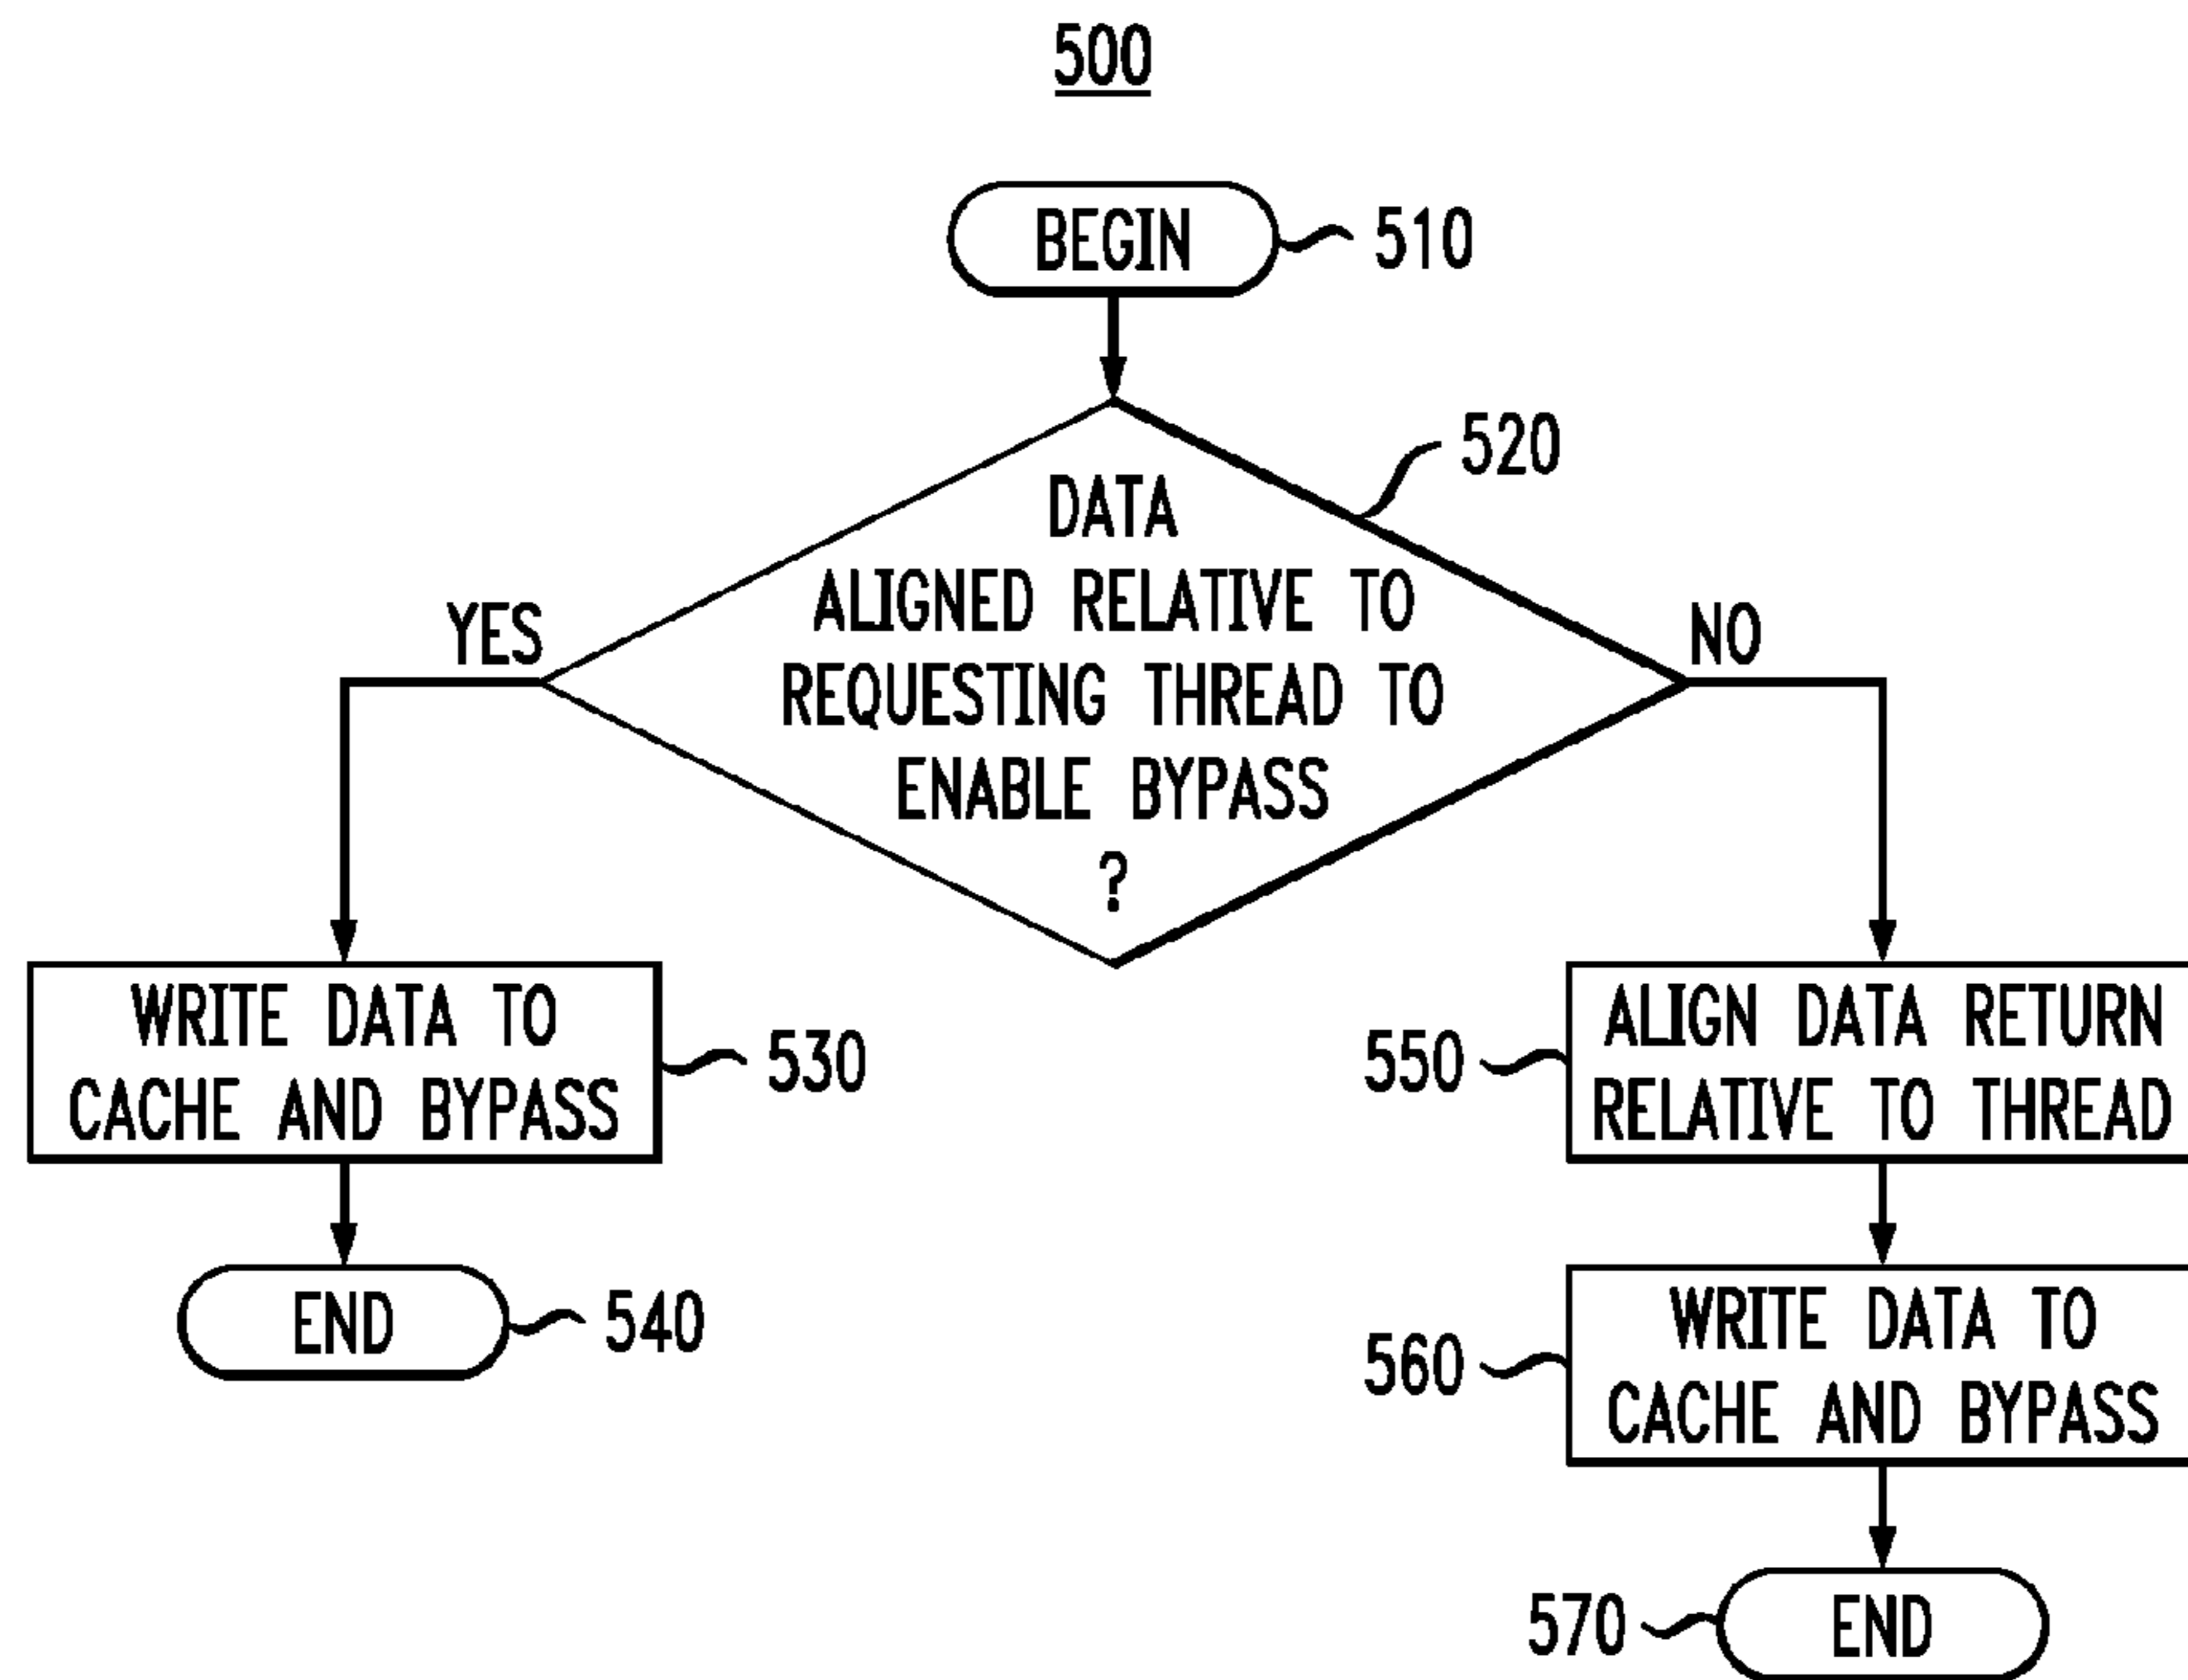 500
BEGIN
510
520
DATA
ALIGNED RELATIVE TO
REQUESTING THREAD TO
ENABLE BYPASS
?
YES
NO
WRITE DATA TO
CACHE AND BYPASS
530
END
540
550
ALIGN DATA RETURN
RELATIVE TO THREAD
560
WRITE DATA TO
CACHE AND BYPASS
570
END